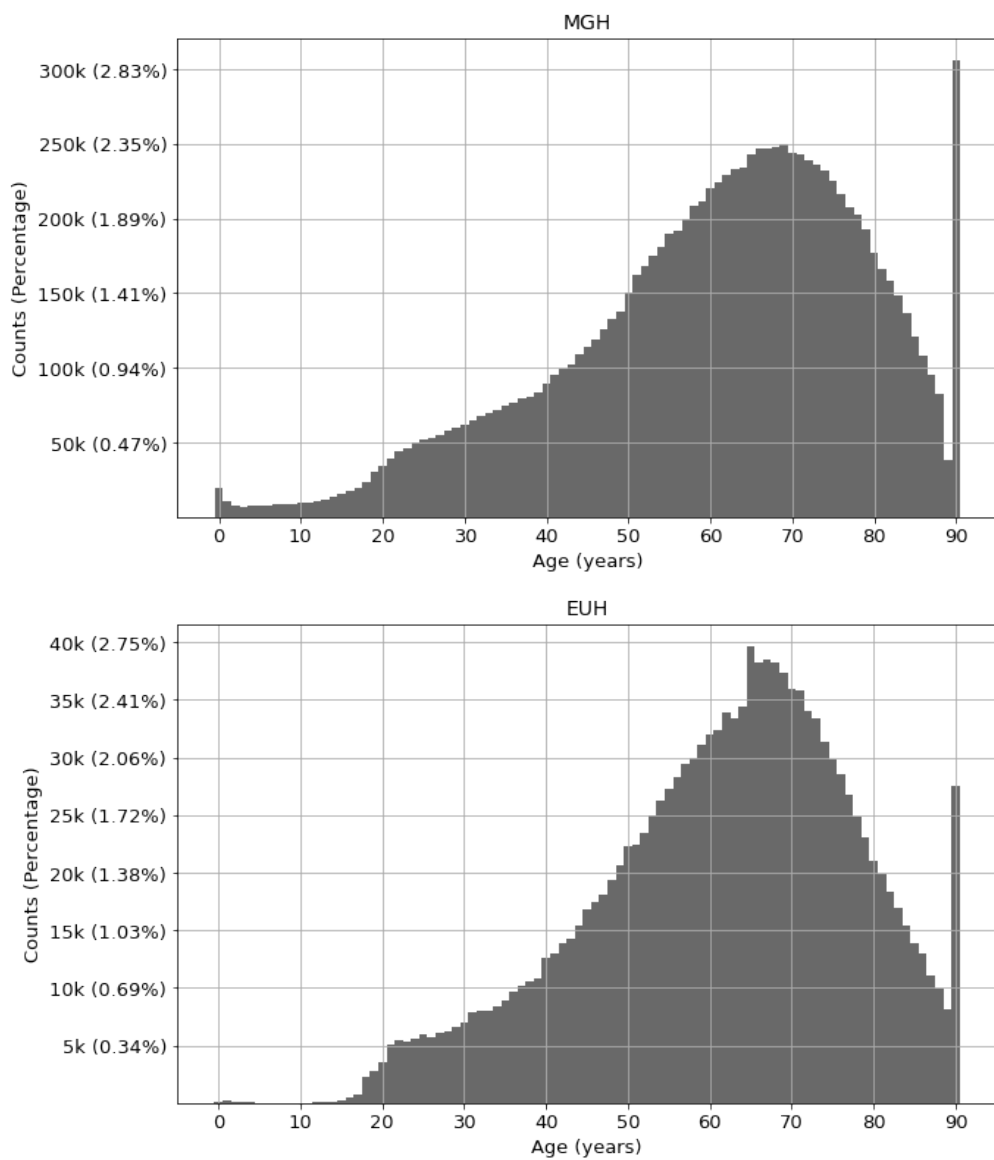 MGH
Counts (Percentage)
300k (2.83%)
250k (2.35%)
200k (1.89%)
150k (1.41%)
100k (0.94%)
50k (0.47%)
0 10 20 30 40 50 60 70 80 90
Age (years)
EUH
Counts (Percentage)
40k (2.75%)
35k (2.41%)
30k (2.06%)
25k (1.72%)
20k (1.38%)
15k (1.03%)
10k (0.69%)
5k (0.34%)
0 10 20 30 40 50 60 70 80 90
Age (years)